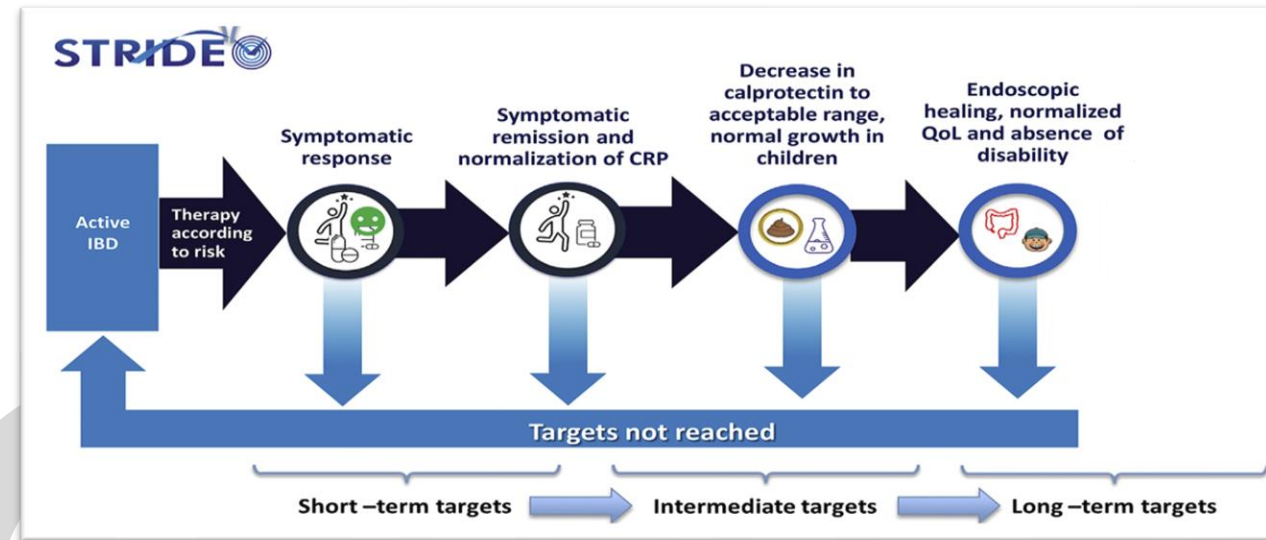 STRIDE
Active
IBD
Therapy
according
to risk
Symptomatic
response
Symptomatic
remission and
normalization of CRP
Decrease in
calprotectin to
acceptable range,
normal growth in
children
Endoscopic
healing, normalized
QoL and absence of
disability
Targets not reached
Short –term targets
Intermediate targets
Long –term targets